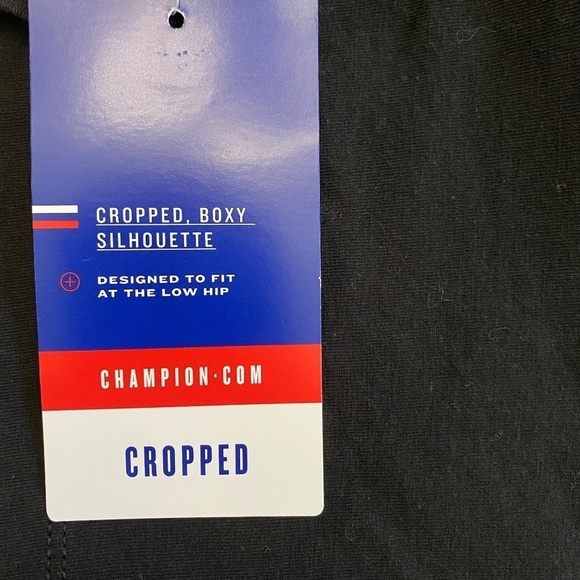 CROPPED, BOXY
SILHOUETTE
DESIGNED TO FIT
AT THE LOW HIP
CHAMPION·COM
CROPPED